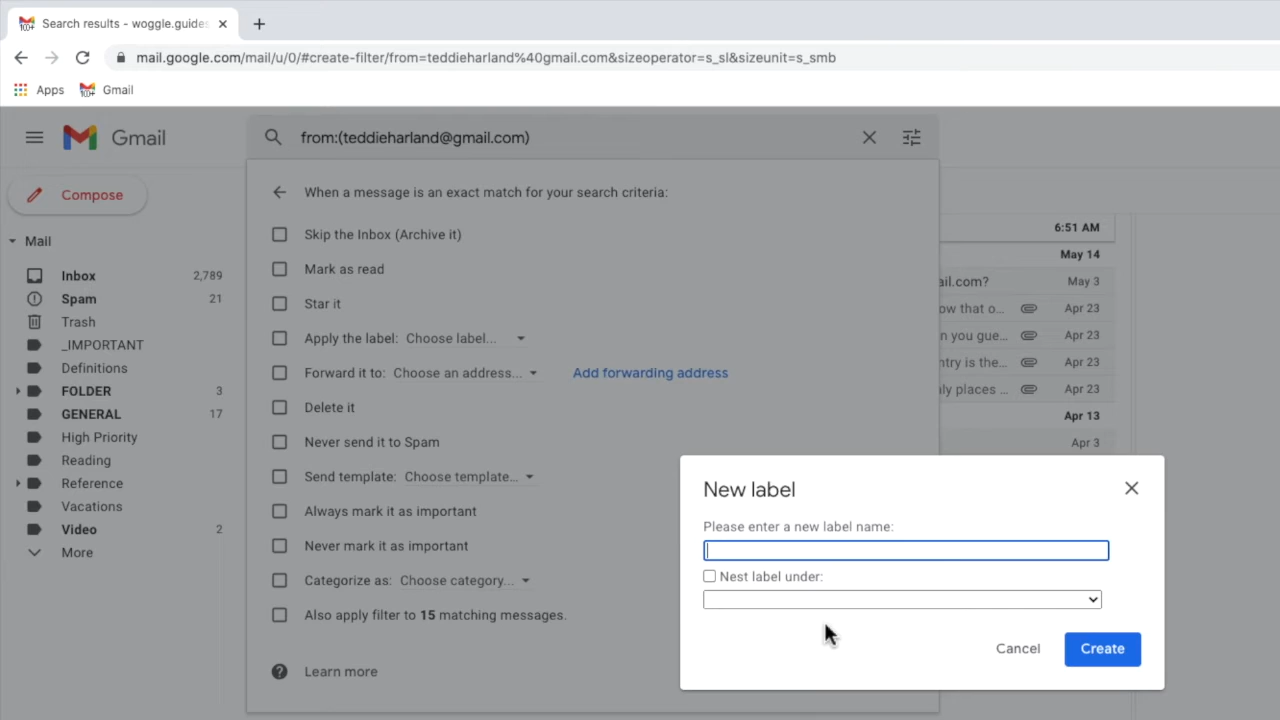 Search results - woggle.guides
mail.google.com/mail/u/0/#create-filter/from=teddieharland%40gmail.com&sizeoperator=s_sl&sizeunit=s_smb
Apps Gmail
Gmail
from:(teddieharland@gmail.com)
Compose
When a message is an exact match for your search criteria:
Mail
Inbox 2,789
Spam 21
Trash
_IMPORTANT
Definitions
FOLDER 3
GENERAL 17
High Priority
Reading
Reference
Vacations
Video 2
More
Skip the Inbox (Archive it)
Mark as read
Star it
Apply the label: Choose label...
Forward it to: Choose an address... Add forwarding address
Delete it
Never send it to Spam
Send template: Choose template...
Always mark it as important
Never mark it as important
Categorize as: Choose category...
Also apply filter to 15 matching messages.
Learn more
6:51 AM
May 14
ail.com? May 3
ow that o... Apr 23
n you gue... Apr 23
ntry is the... Apr 23
aly places ... Apr 23
Apr 13
Apr 3
New label
Please enter a new label name:
Nest label under:
Cancel Create